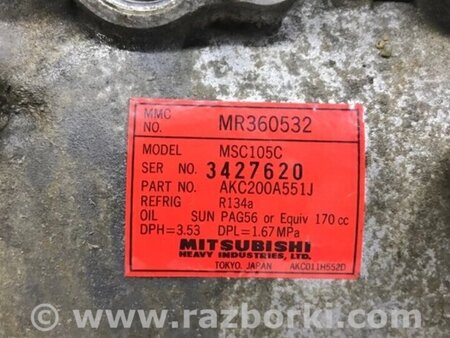 MMC
NO. MR360532
MODEL MSC105C
SER NO. 3427620
PART NO. AKC200A551J
REFRIG R134a
OIL SUN PAG56 or Equiv 170 cc
DPH=3.53 DPL=1.67MPa
MITSUBISHI
HEAVY INDUSTRIES, LTD.
TOKYO. JAPAN AKC011H552D
© www.razborki.com ©